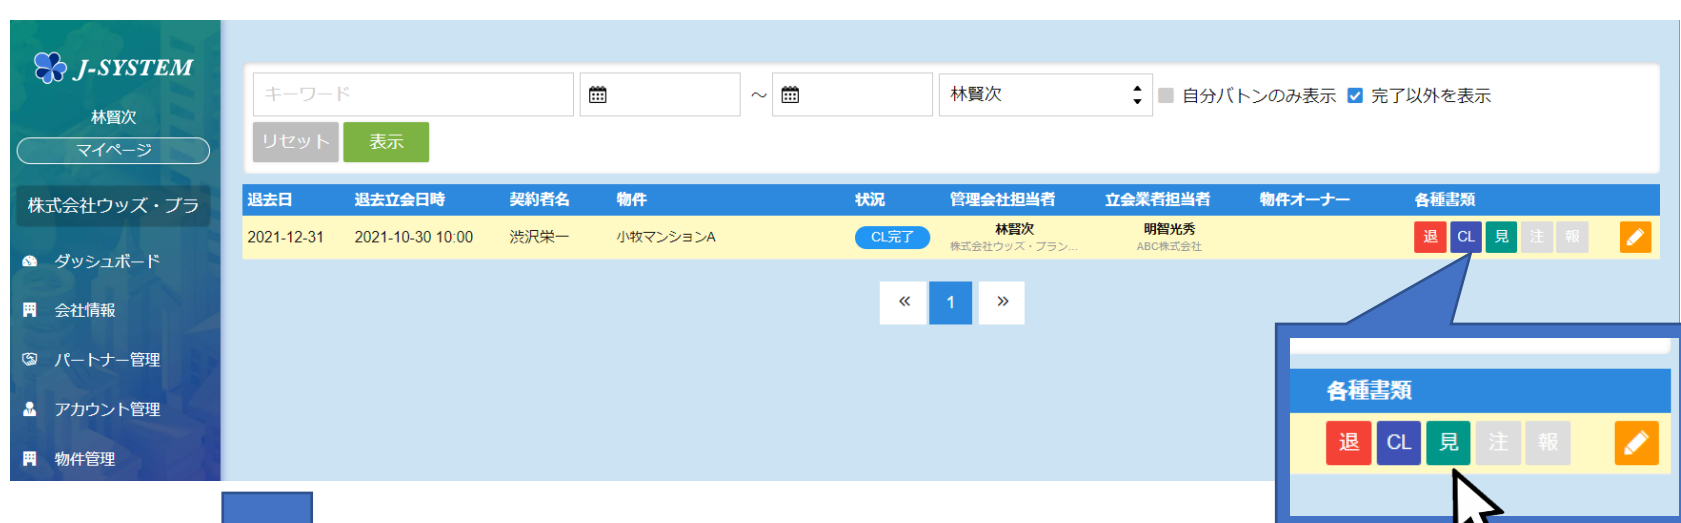 J-SYSTEM
林賢次
マイページ
株式会社ウッズ・プラ
ダッシュボード
会社情報
パートナー管理
アカウント管理
物件管理
キーワード ～ 林賢次 自分バトンのみ表示 完了以外を表示
リセット 表示
退去日 退去立会日時 契約者名 物件 状況 管理会社担当者 立会業者担当者 物件オーナー 各種書類
2021-12-31 2021-10-30 10:00 渋沢栄一 小牧マンションA CL完了 林賢次 明智光秀 退 CL 見 注 報
株式会社ウッズ・プラン... ABC株式会社
« 1 »
各種書類
退 CL 見 注 報